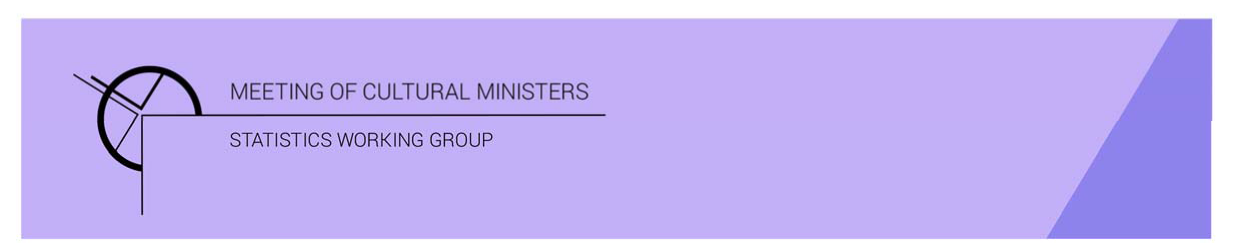 MEETING OF CULTURAL MINISTERS
STATISTICS WORKING GROUP